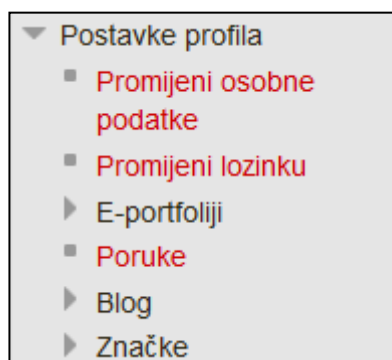 Postavke profila
Promijeni osobne
podatke
Promijeni lozinku
E-portfoliji
Poruke
Blog
Značke